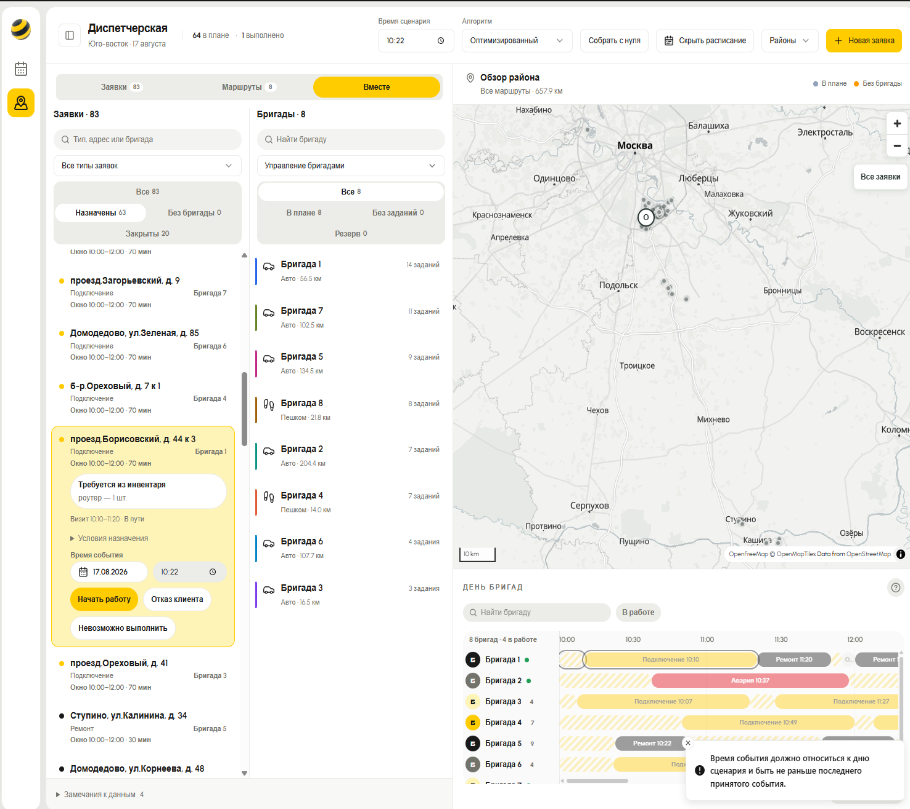 Диспетчерская
Юго-восток · 17 августа
64 в плане · 1 выполнено
Время сценария
10:22
Алгоритм
Оптимизированный
Собрать с нуля
Скрыть расписание
Районы
Новая заявка
Заявки 83
Маршруты 8
Вместе
Заявки · 83
Тип, адрес или бригада
Все типы заявок
Все 83
Назначены 63
Без бригады 0
Закрыты 20
Окно 10:00–12:00 · 70 мин
проезд.Загорьевский, д. 9
Подключение
Бригада 7
Окно 10:00–12:00 · 70 мин
Домодедово, ул.Зеленая, д. 85
Подключение
Бригада 6
Окно 10:00–12:00 · 70 мин
б-р.Ореховый, д. 7 к 1
Подключение
Бригада 4
Окно 10:00–12:00 · 70 мин
проезд.Борисовский, д. 44 к 3
Подключение
Бригада 1
Окно 10:00–12:00 · 70 мин
Требуется из инвентаря
роутер — 1 шт.
Визит 10:10–11:20 · В пути
Условия назначения
Время события
17.08.2026
10:22
Начать работу
Отказ клиента
Невозможно выполнить
проезд.Ореховый, д. 41
Подключение
Бригада 3
Окно 10:00–12:00 · 70 мин
Ступино, ул.Калинина, д. 34
Ремонт
Бригада 5
Окно 10:00–12:00 · 30 мин
Домодедово, ул.Корнеева, д. 48
Замечания к данным 4
Бригады · 8
Найти бригаду
Управление бригадами
Все 8
В плане 8
Без заданий 0
Резерв 0
Бригада 1
14 заданий
Авто · 56.5 км
Бригада 7
11 заданий
Авто · 102.5 км
Бригада 5
9 заданий
Авто · 134.5 км
Бригада 8
8 заданий
Пешком · 21.8 км
Бригада 2
7 заданий
Авто · 204.4 км
Бригада 4
7 заданий
Пешком · 14.0 км
Бригада 6
4 заданий
Авто · 107.7 км
Бригада 3
3 заданий
Авто · 16.5 км
Обзор района
Все маршруты · 657.9 км
В плане
Без бригады
Нахабино
Балашиха
Электросталь
Москва
Все заявки
Одинцово
Люберцы
Малаховка
Краснознаменск
О
Жуковский
Апрелевка
Подольск
Бронницы
Воскресенск
Троицкое
Чехов
Михнево
Серпухов
Протвино
Ступино
Пущино
Кашира
Озёры
10 km
OpenFreeMap © OpenMapTiles Data from OpenStreetMap
ДЕНЬ БРИГАД
Найти бригаду
В работе
8 бригад · 4 в работе
10:00
10:30
11:00
11:30
12:00
Б
Бригада 1
Подключение 10:10
Ремонт 11:20
О...
Ремонт
Б
Бригада 2
Авария 10:37
Б
Бригада 3
4
Подключение 10:07
Подключение 11:27
Б
Бригада 4
7
Подключение 10:49
Б
Бригада 5
9
Ремонт 10:22
Б
Бригада 6
4
Время события должно относиться к дню
сценария и быть не раньше последнего
принятого события.